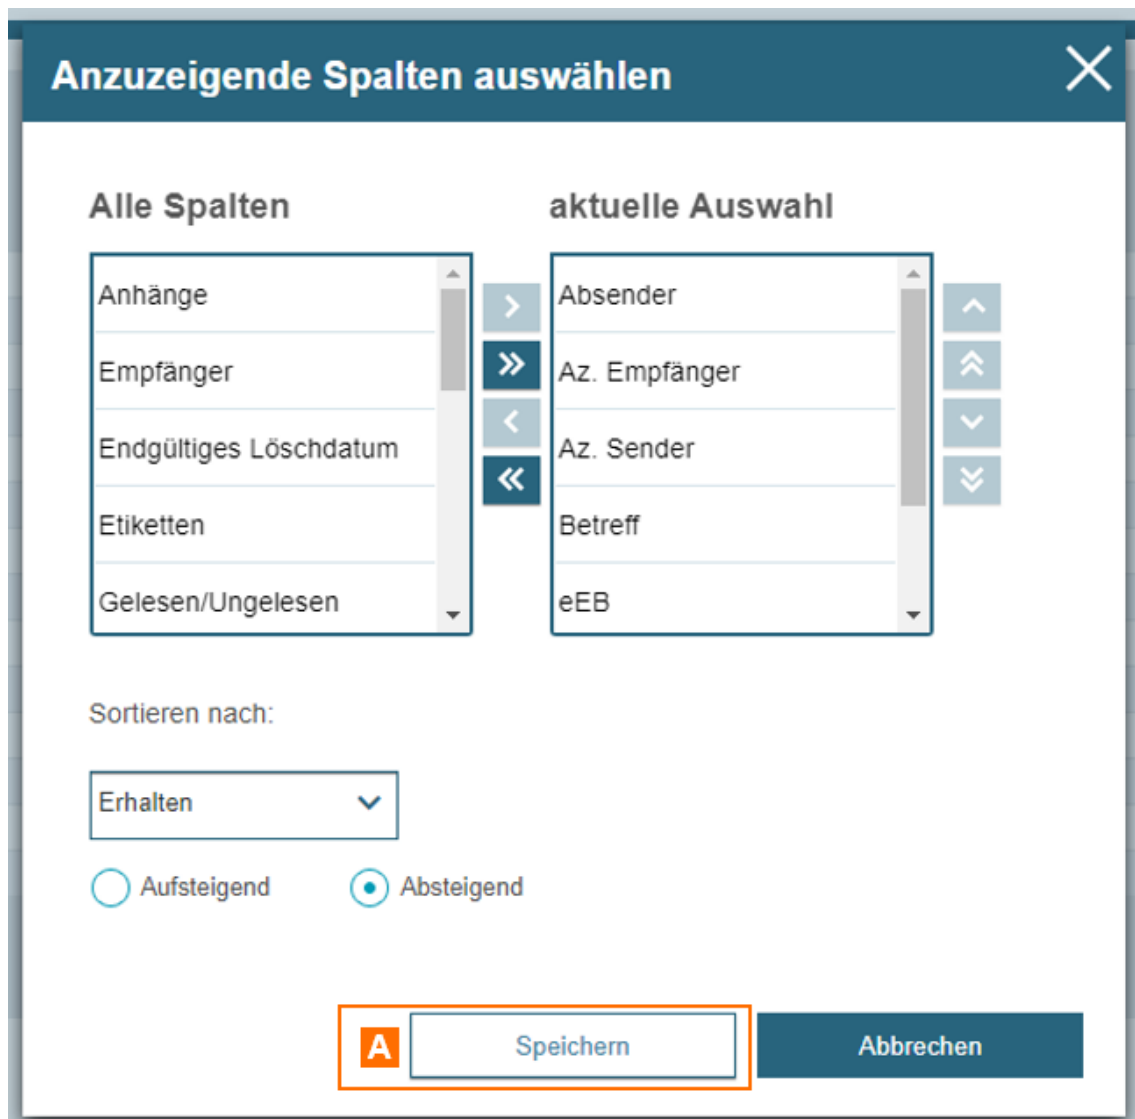 Anzuzeigende Spalten auswählen
Alle Spalten
aktuelle Auswahl
Anhänge
Empfänger
Endgültiges Löschdatum
Etiketten
Gelesen/Ungelesen
Absender
Az. Empfänger
Az. Sender
Betreff
eEB
Sortieren nach:
Erhalten
Aufsteigend
Absteigend
A
Speichern
Abbrechen